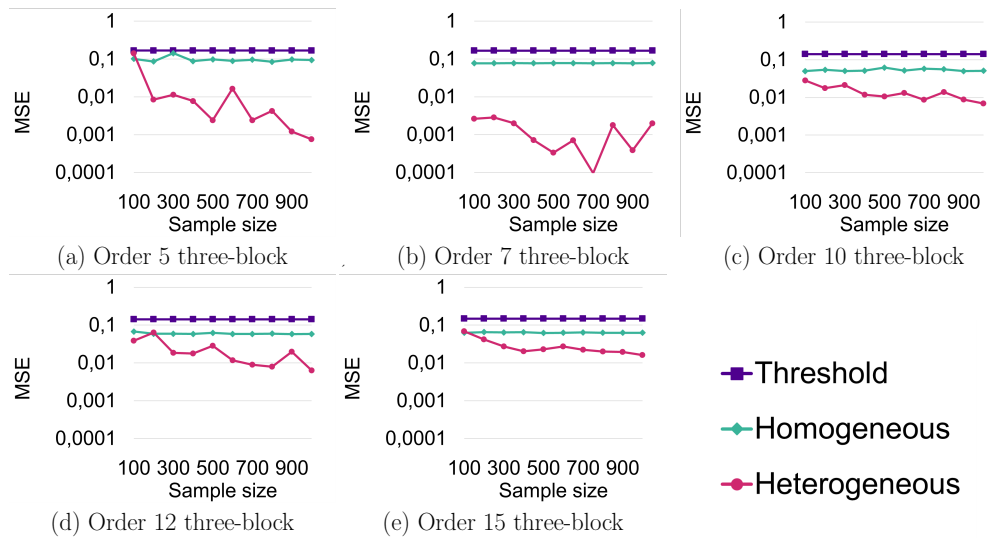 1
0,1
0,01
0,001
0,0001
MSE
100 300 500 700 900
Sample size
(a) Order 5 three-block
1
0,1
0,01
0,001
0,0001
MSE
100 300 500 700 900
Sample size
(b) Order 7 three-block
1
0,1
0,01
0,001
0,0001
MSE
100 300 500 700 900
Sample size
(c) Order 10 three-block
1
0,1
0,01
0,001
0,0001
MSE
100 300 500 700 900
Sample size
(d) Order 12 three-block
1
0,1
0,01
0,001
0,0001
MSE
100 300 500 700 900
Sample size
(e) Order 15 three-block
Threshold
Homogeneous
Heterogeneous